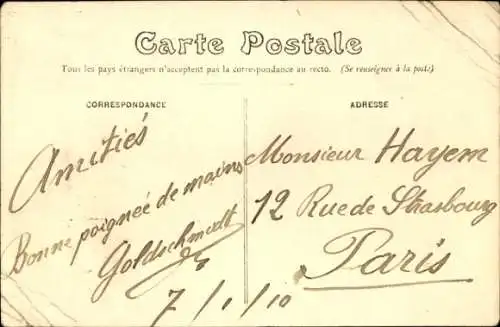 Carte Postale
Tous les pays étrangers n'acceptent pas la correspondance au recto. (Se renseigner à la poste)
CORRESPONDANCE
Amitiés
Bonne poignée de mains
Goldschmidt
7/1/10
ADRESSE
Monsieur Hayem
12 Rue de Strasbourg
Paris